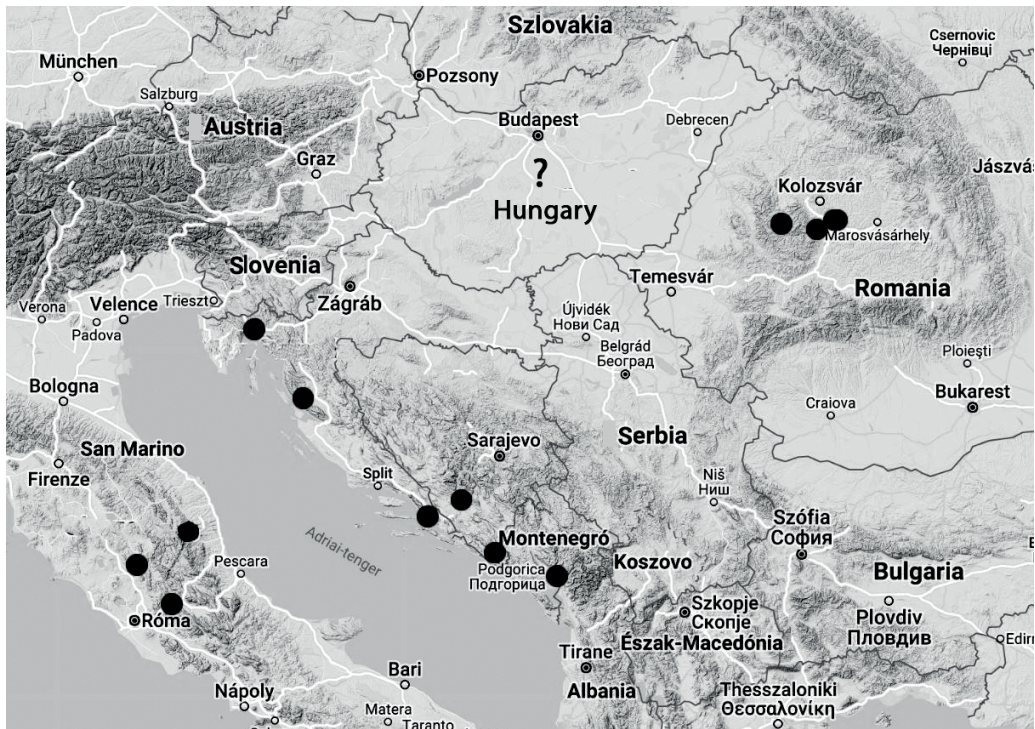 Szlovakia
Csernovic
Чернівці
München
Pozsony
Salzburg
Budapest
Debrecen
Austria
Graz
?
Hungary
Kolozsvár
Jászvás
Marosvásárhely
Slovenia
Temesvár
Romania
Verona
Velence
Trieszt
Zágráb
Padova
Újvidék
Нови Сад
Belgrád
Београд
Ploiești
Bologna
Craiova
Bukarest
San Marino
Sarajevo
Serbia
Firenze
Split
Niš
Ниш
Adriai-tenger
Szófia
София
Montenegró
Pescara
Podgorica
Подгорица
Koszovo
Bulgaria
Róma
Szkopje
Скопје
Plovdiv
Пловдив
Edirn
Tirane
Észak-Macedónia
Bari
Albania
Nápoly
Matera
Thesszaloniki
Θεσσαλονίκη
Taranto